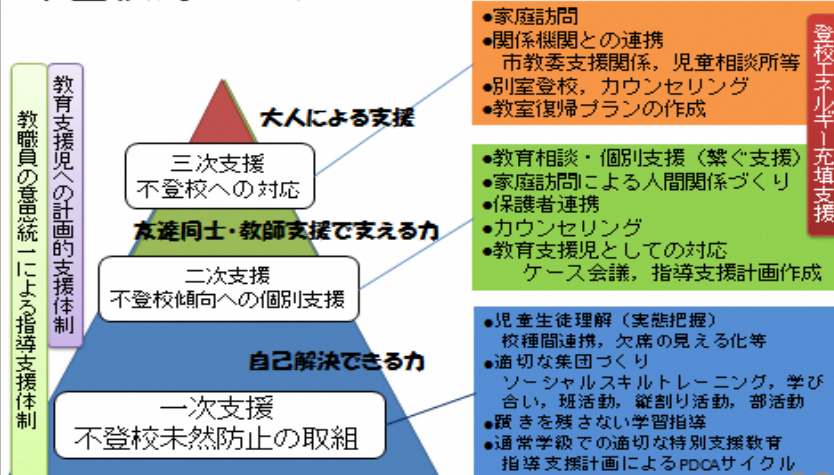 教職員の意思統一による指導支援体制
教育支援児への計画的支援体制
大人による支援
三次支援
不登校への対応
友達同士・教師支援で支える力
二次支援
不登校傾向への個別支援
自己解決できる力
一次支援
不登校未然防止の取組
●家庭訪問
●関係機関との連携
市教委支援関係，児童相談所等
●別室登校，カウンセリング
●教室復帰プランの作成
●教育相談・個別支援（繋ぐ支援）
●家庭訪問による人間関係づくり
●保護者連携
●カウンセリング
●教育支援児としての対応
ケース会議，指導支援計画作成
●児童生徒理解（実態把握）
校種間連携，欠席の見える化等
●適切な集団づくり
ソーシャルスキルトレーニング，学び
合い，班活動，縦割り活動，部活動
●躓きを残さない学習指導
●通常学級での適切な特別支援教育
指導支援計画によるPDCAサイクル
登校エネルギー充填支援